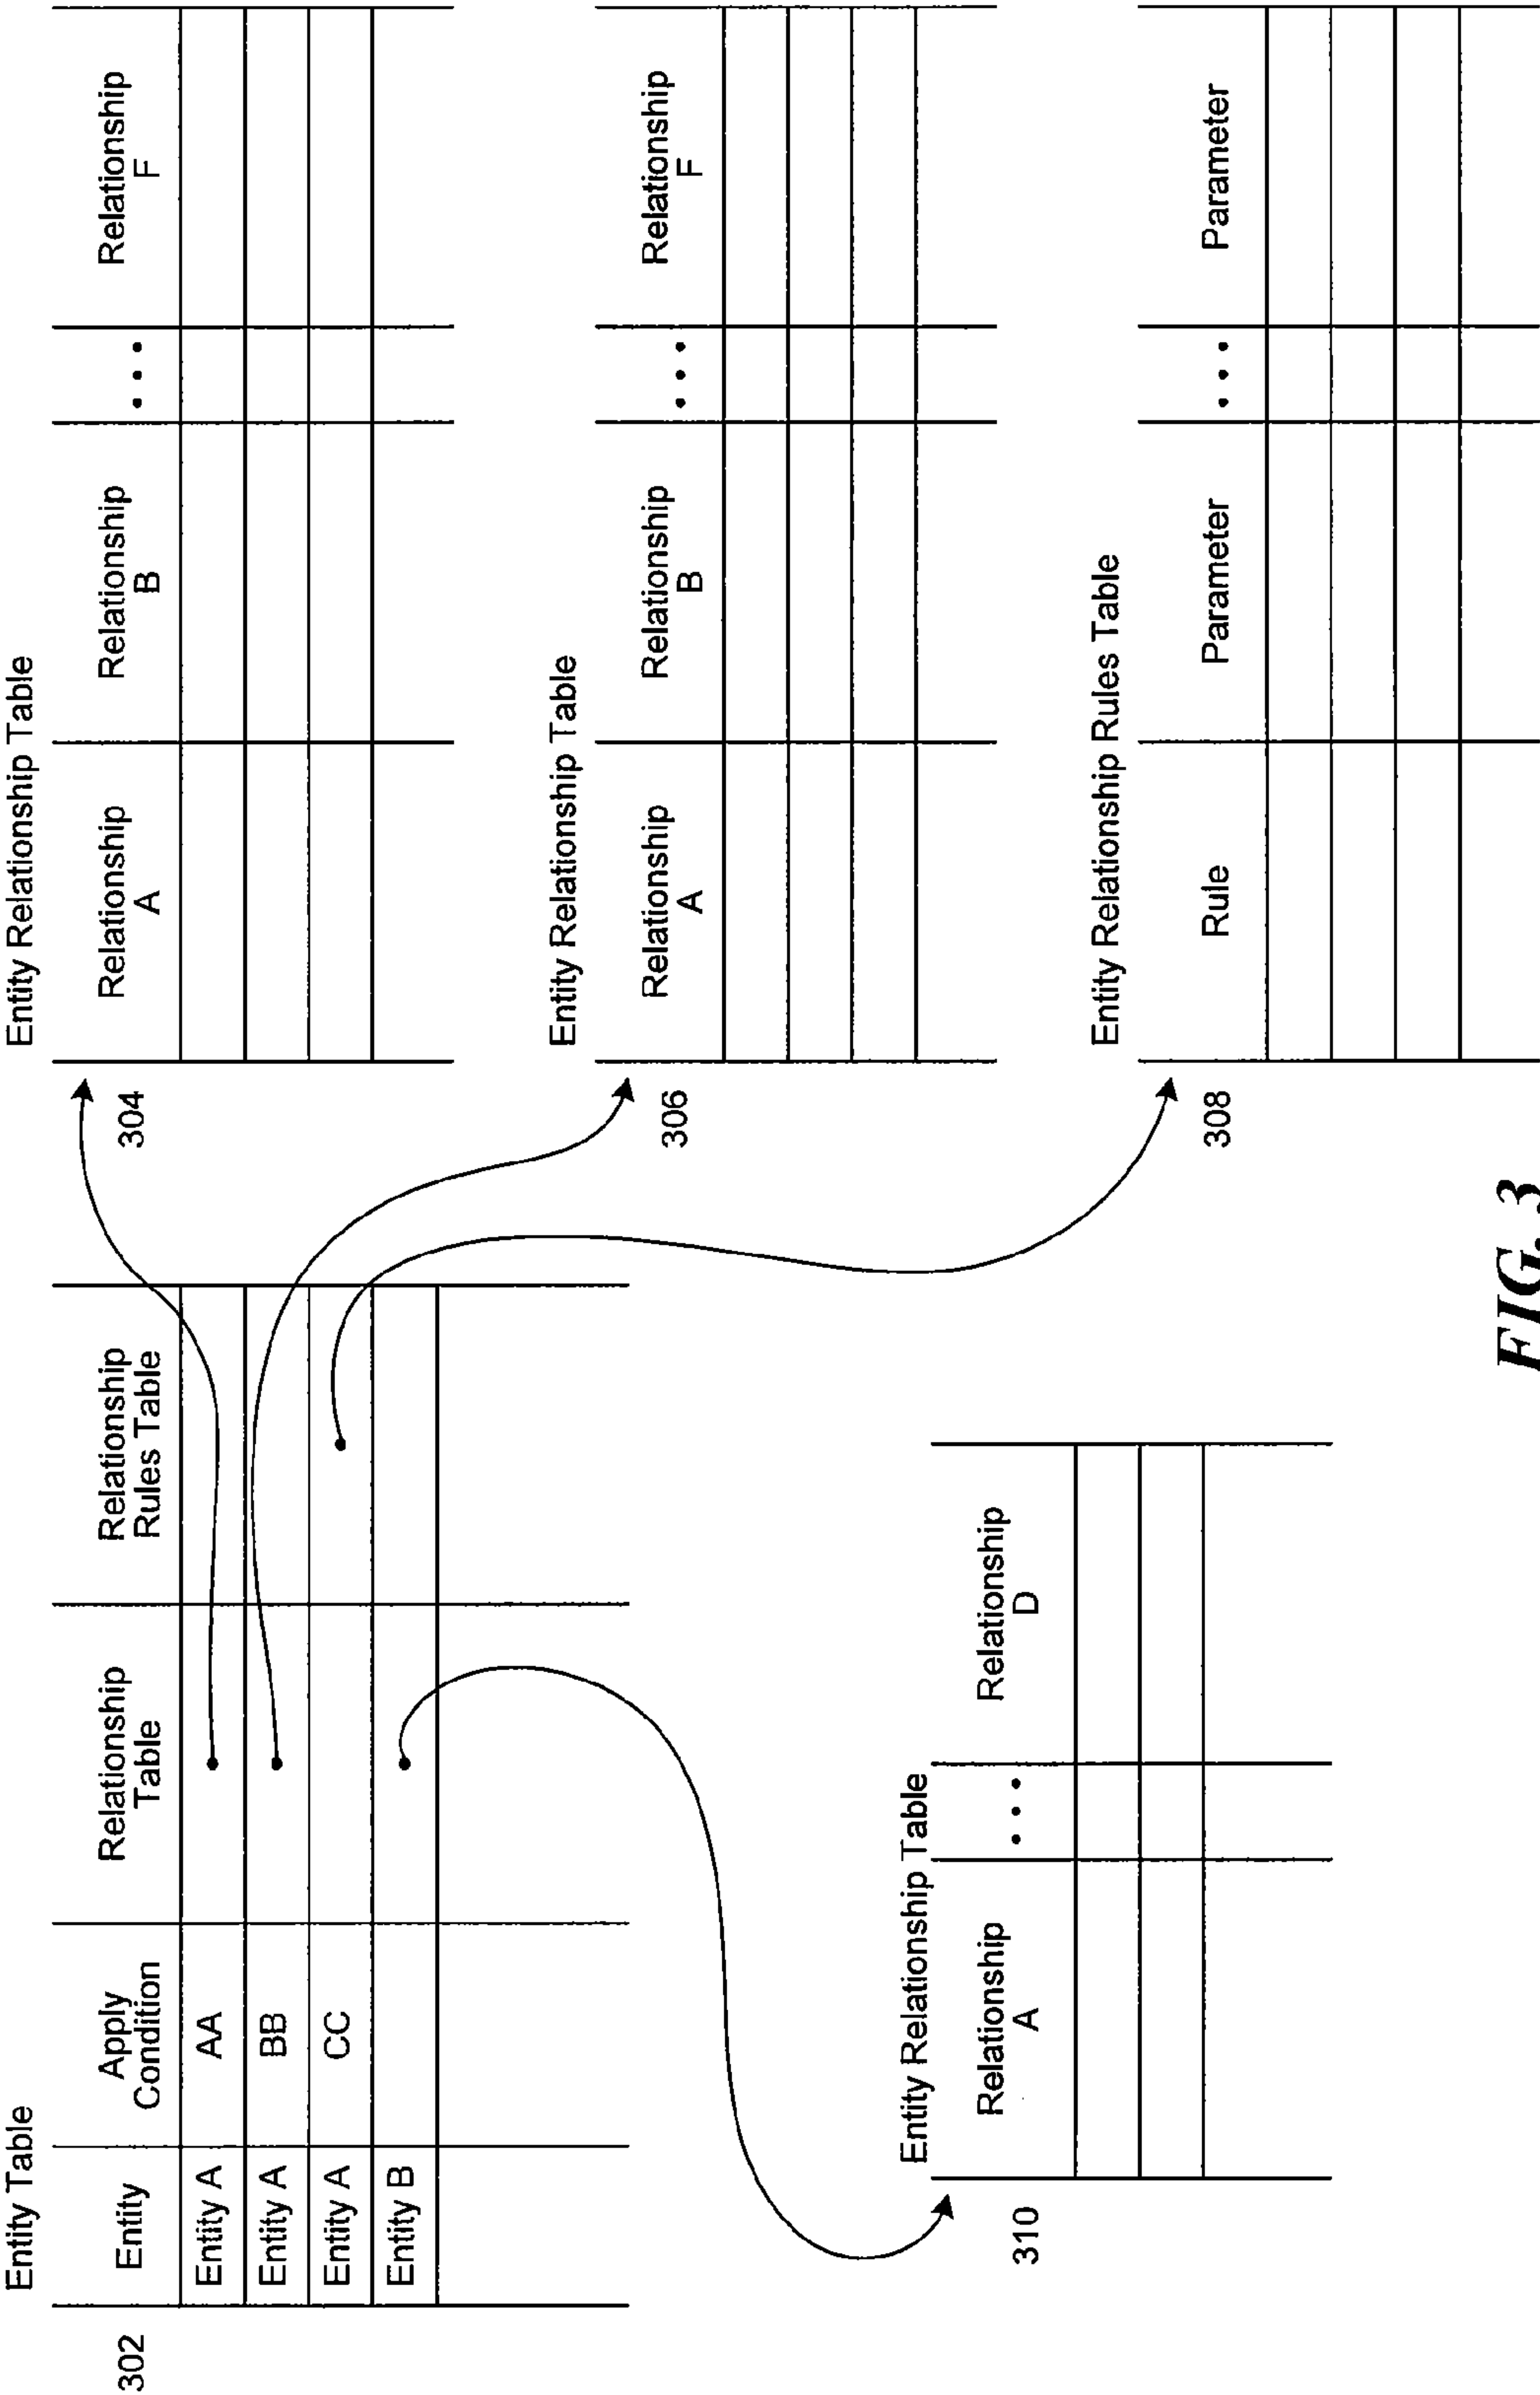 Entity Table
302
Entity
Apply
Condition
Relationship
Table
Relationship
Rules Table
Entity A
AA
Entity A
BB
Entity A
CC
Entity B
304
Entity Relationship Table
Relationship
A
Relationship
B
• • •
Relationship
F
306
Entity Relationship Table
Relationship
A
Relationship
B
• • •
Relationship
F
308
Entity Relationship Rules Table
Rule
Parameter
• • •
Parameter
310
Entity Relationship Table
Relationship
A
• • •
Relationship
D
FIG. 3